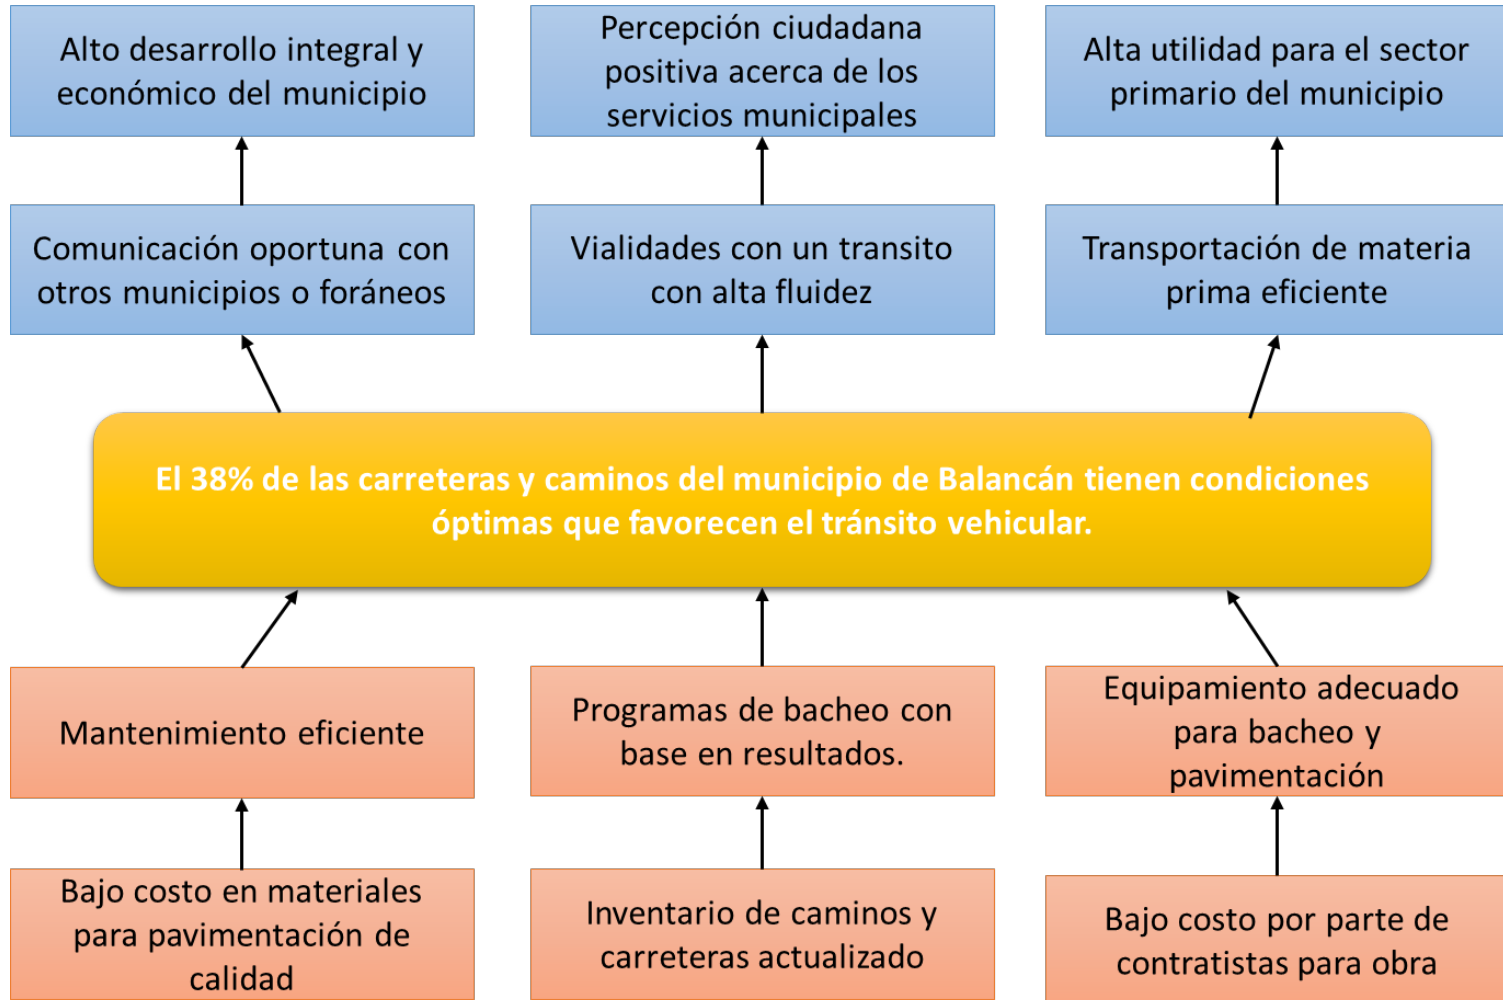 Alto desarrollo integral y
económico del municipio
Percepción ciudadana
positiva acerca de los
servicios municipales
Alta utilidad para el sector
primario del municipio
Comunicación oportuna con
otros municipios o foráneos
Vialidades con un transito
con alta fluidez
Transportación de materia
prima eficiente
El 38% de las carreteras y caminos del municipio de Balancán tienen condiciones
óptimas que favorecen el tránsito vehicular.
Mantenimiento eficiente
Programas de bacheo con
base en resultados.
Equipamiento adecuado
para bacheo y
pavimentación
Bajo costo en materiales
para pavimentación de
calidad
Inventario de caminos y
carreteras actualizado
Bajo costo por parte de
contratistas para obra